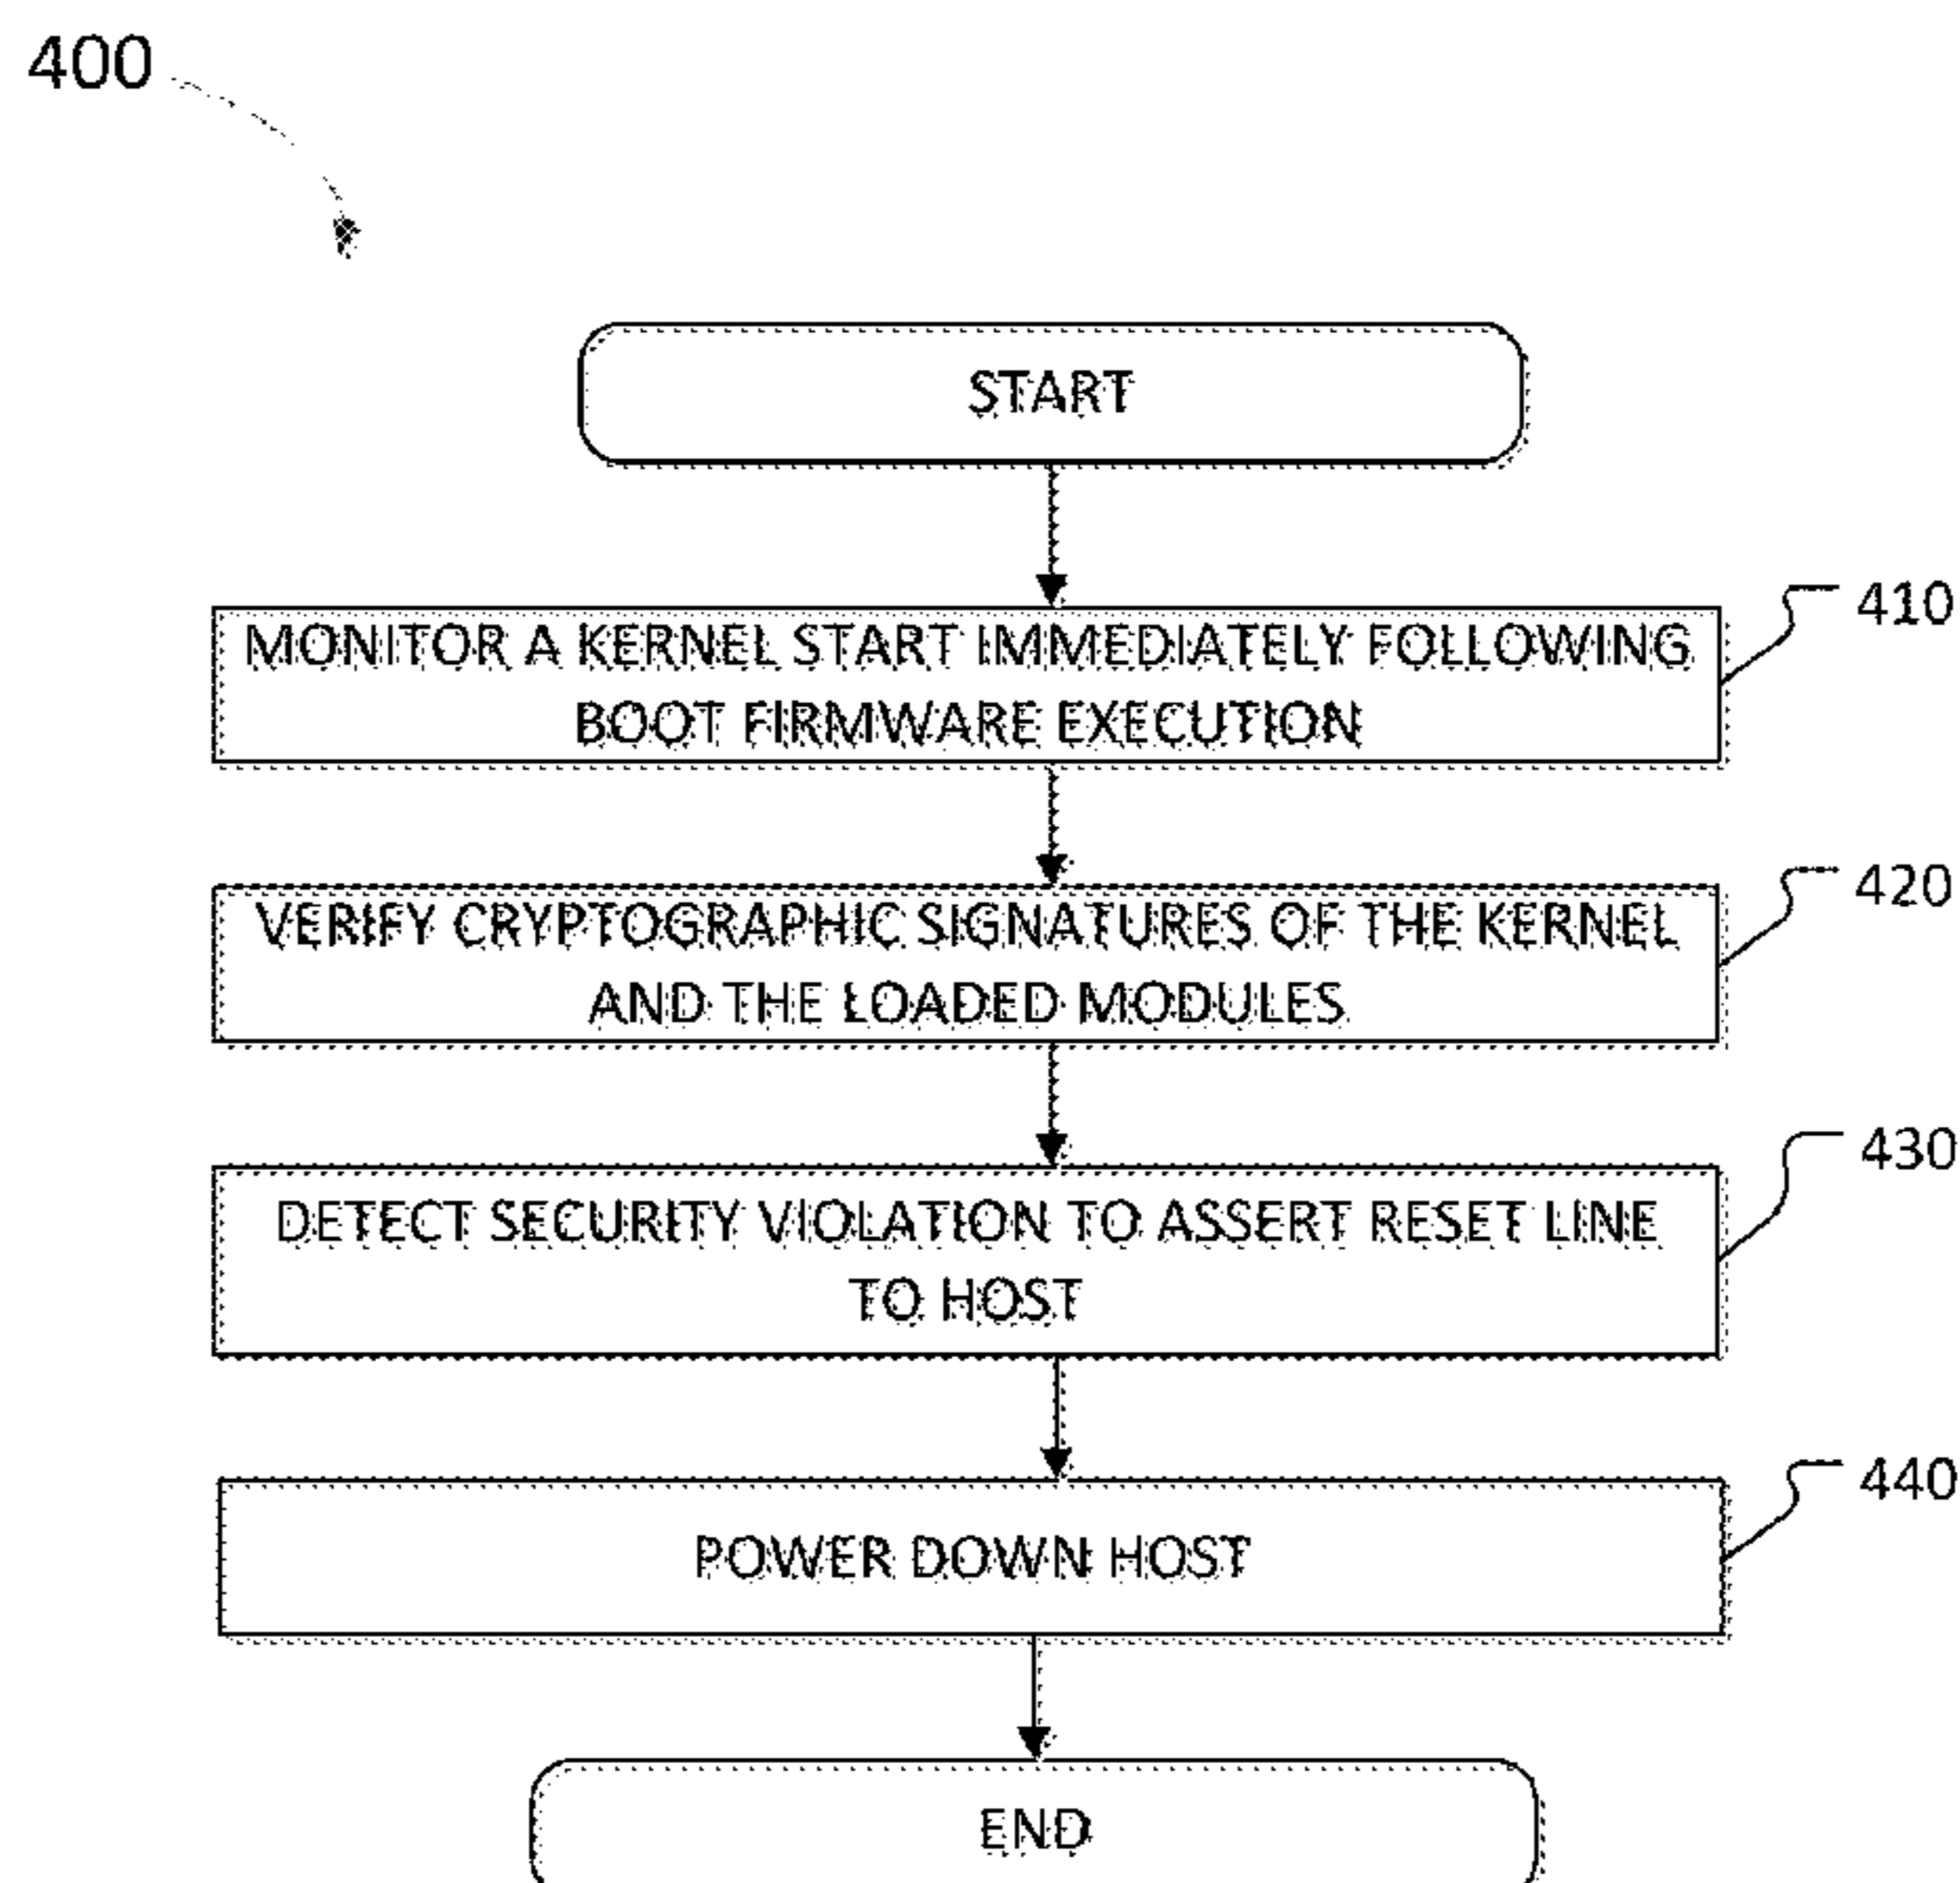 400
START
MONITOR A KERNEL START IMMEDIATELY FOLLOWING
BOOT FIRMWARE EXECUTION
410
VERIFY CRYPTOGRAPHIC SIGNATURES OF THE KERNEL
AND THE LOADED MODULES
420
DETECT SECURITY VIOLATION TO ASSERT RESET LINE
TO HOST
430
POWER DOWN HOST
440
END